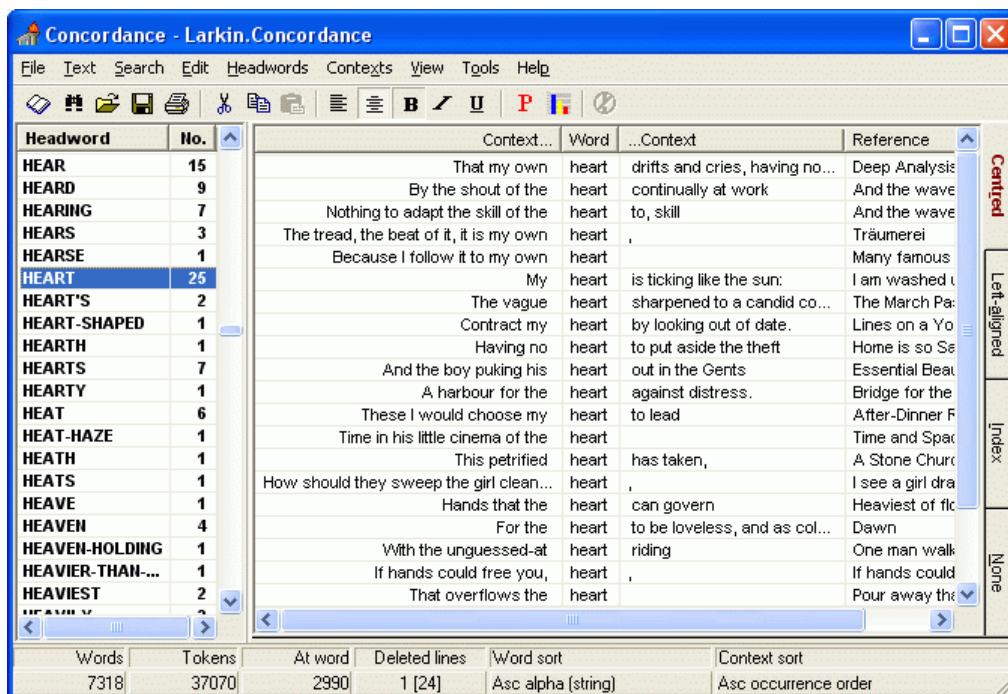 Concordance - Larkin.Concordance
File Text Search Edit Headwords Contexts View Tools Help
B U P
Headword No.
HEAR 15
HEARD 9
HEARING 7
HEARS 3
HEARSE 1
HEART 25
HEART'S 2
HEART-SHAPED 1
HEARTH 1
HEARTS 7
HEARTY 1
HEAT 6
HEAT-HAZE 1
HEATH 1
HEATS 1
HEAVE 1
HEAVEN 4
HEAVEN-HOLDING 1
HEAVIER-THAN-... 1
HEAVIEST 2
Context... Word ...Context Reference
That my own heart drifts and cries, having no... Deep Analysis
By the shout of the heart continually at work And the wave
Nothing to adapt the skill of the heart to, skill And the wave
The tread, the beat of it, it is my own heart , Träumerei
Because I follow it to my own heart Many famous
My heart is ticking like the sun: I am washed u
The vague heart sharpened to a candid co... The March Pa
Contract my heart by looking out of date. Lines on a Yo
Having no heart to put aside the theft Home is so Sa
And the boy puking his heart out in the Gents Essential Beau
A harbour for the heart against distress. Bridge for the
These I would choose my heart to lead After-Dinner R
Time in his little cinema of the heart Time and Spac
This petrified heart has taken, A Stone Churc
How should they sweep the girl clean... heart , I see a girl dra
Hands that the heart can govern Heaviest of flo
For the heart to be loveless, and as col... Dawn
With the unguessed-at heart riding One man walk
If hands could free you, heart , If hands could
That overflows the heart Pour away tha
Centred
Left-aligned
Index
None
Words Tokens At word Deleted lines Word sort Context sort
7318 37070 2990 1 [24] Asc alpha (string) Asc occurrence order